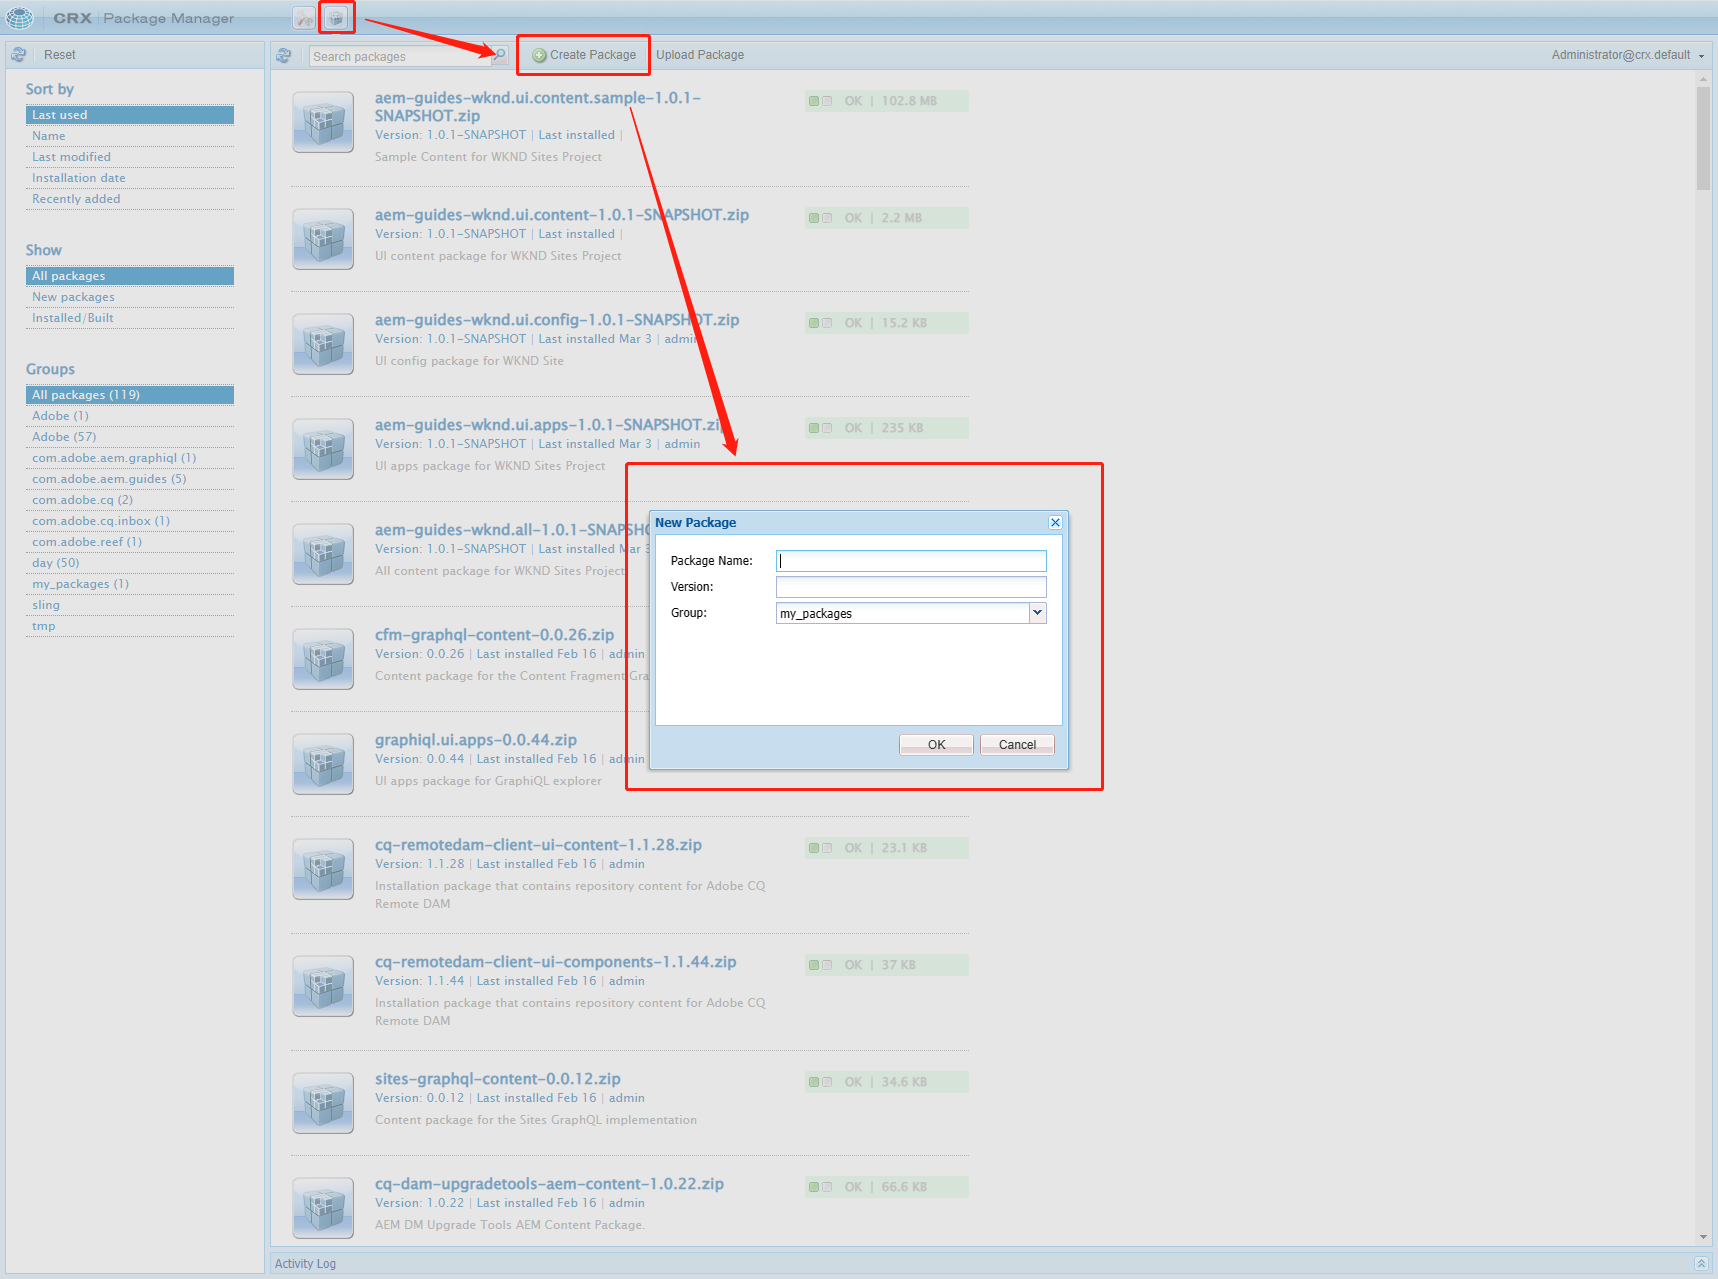 CRX | Package Manager
Reset
Search packages
Create Package
Upload Package
Administrator@crx.default
Sort by
Last used
Name
Last modified
Installation date
Recently added
Show
All packages
New packages
Installed/Built
Groups
All packages (119)
Adobe (1)
Adobe (57)
com.adobe.aem.graphiql (1)
com.adobe.aem.guides (5)
com.adobe.cq (2)
com.adobe.cq.inbox (1)
com.adobe.reef (1)
day (50)
my_packages (1)
sling
tmp
aem-guides-wknd.ui.content.sample-1.0.1-
SNAPSHOT.zip
Version: 1.0.1-SNAPSHOT | Last installed |
Sample Content for WKND Sites Project
OK | 102.8 MB
aem-guides-wknd.ui.content-1.0.1-SNAPSHOT.zip
Version: 1.0.1-SNAPSHOT | Last installed |
UI content package for WKND Sites Project
OK | 2.2 MB
aem-guides-wknd.ui.config-1.0.1-SNAPSHOT.zip
Version: 1.0.1-SNAPSHOT | Last installed Mar 3 | admin
UI config package for WKND Site
OK | 15.2 KB
aem-guides-wknd.ui.apps-1.0.1-SNAPSHOT.zip
Version: 1.0.1-SNAPSHOT | Last installed Mar 3 | admin
UI apps package for WKND Sites Project
OK | 235 KB
aem-guides-wknd.all-1.0.1-SNAPSHO
Version: 1.0.1-SNAPSHOT | Last installed Mar 3
All content package for WKND Sites Project
cfm-graphql-content-0.0.26.zip
Version: 0.0.26 | Last installed Feb 16 | admin
Content package for the Content Fragment Gra
graphiql.ui.apps-0.0.44.zip
Version: 0.0.44 | Last installed Feb 16 | admin
UI apps package for GraphiQL explorer
New Package
Package Name:
Version:
Group:
my_packages
OK
Cancel
cq-remotedam-client-ui-content-1.1.28.zip
Version: 1.1.28 | Last installed Feb 16 | admin
Installation package that contains repository content for Adobe CQ
Remote DAM
OK | 23.1 KB
cq-remotedam-client-ui-components-1.1.44.zip
Version: 1.1.44 | Last installed Feb 16 | admin
Installation package that contains repository content for Adobe CQ
Remote DAM
OK | 37 KB
sites-graphql-content-0.0.12.zip
Version: 0.0.12 | Last installed Feb 16 | admin
Content package for the Sites GraphQL implementation
OK | 34.6 KB
cq-dam-upgradetools-aem-content-1.0.22.zip
Version: 1.0.22 | Last installed Feb 16 | admin
AEM DM Upgrade Tools AEM Content Package.
OK | 66.6 KB
Activity Log